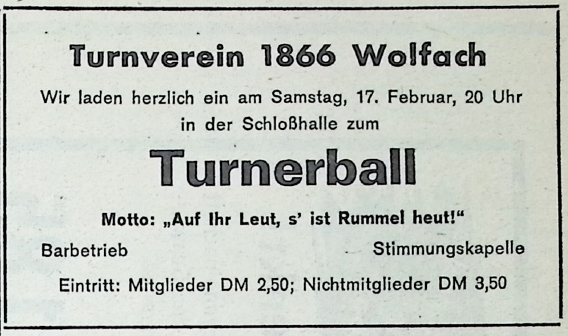 Turnverein 1866 Wolfach
Wir laden herzlich ein am Samstag, 17. Februar, 20 Uhr
in der Schloßhalle zum
Turnerball
Motto: „Auf Ihr Leut, s' ist Rummel heut!“
Barbetrieb Stimmungskapelle
Eintritt: Mitglieder DM 2,50; Nichtmitglieder DM 3,50